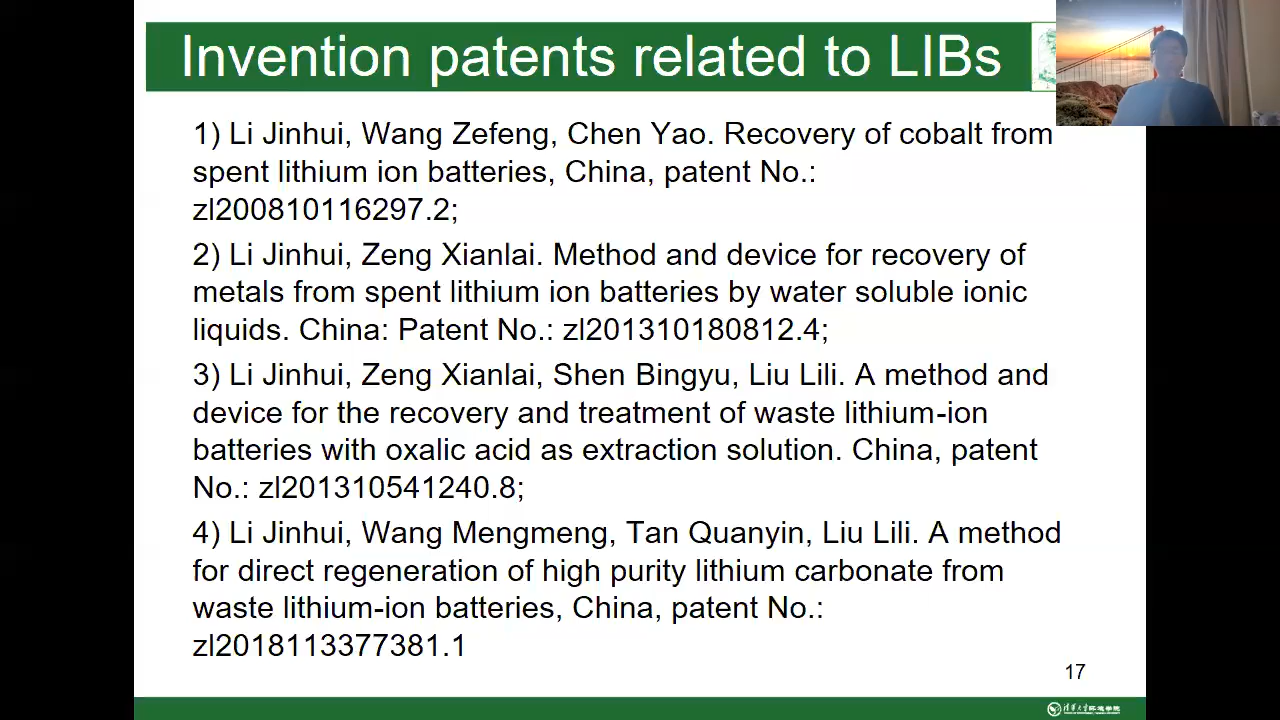 Invention patents related to LIBs
1) Li Jinhui, Wang Zefeng, Chen Yao. Recovery of cobalt from
spent lithium ion batteries, China, patent No.:
zl200810116297.2;
2) Li Jinhui, Zeng Xianlai. Method and device for recovery of
metals from spent lithium ion batteries by water soluble ionic
liquids. China: Patent No.: zl201310180812.4;
3) Li Jinhui, Zeng Xianlai, Shen Bingyu, Liu Lili. A method and
device for the recovery and treatment of waste lithium-ion
batteries with oxalic acid as extraction solution. China, patent
No.: zl201310541240.8;
4) Li Jinhui, Wang Mengmeng, Tan Quanyin, Liu Lili. A method
for direct regeneration of high purity lithium carbonate from
waste lithium-ion batteries, China, patent No.:
zl2018113377381.1
17